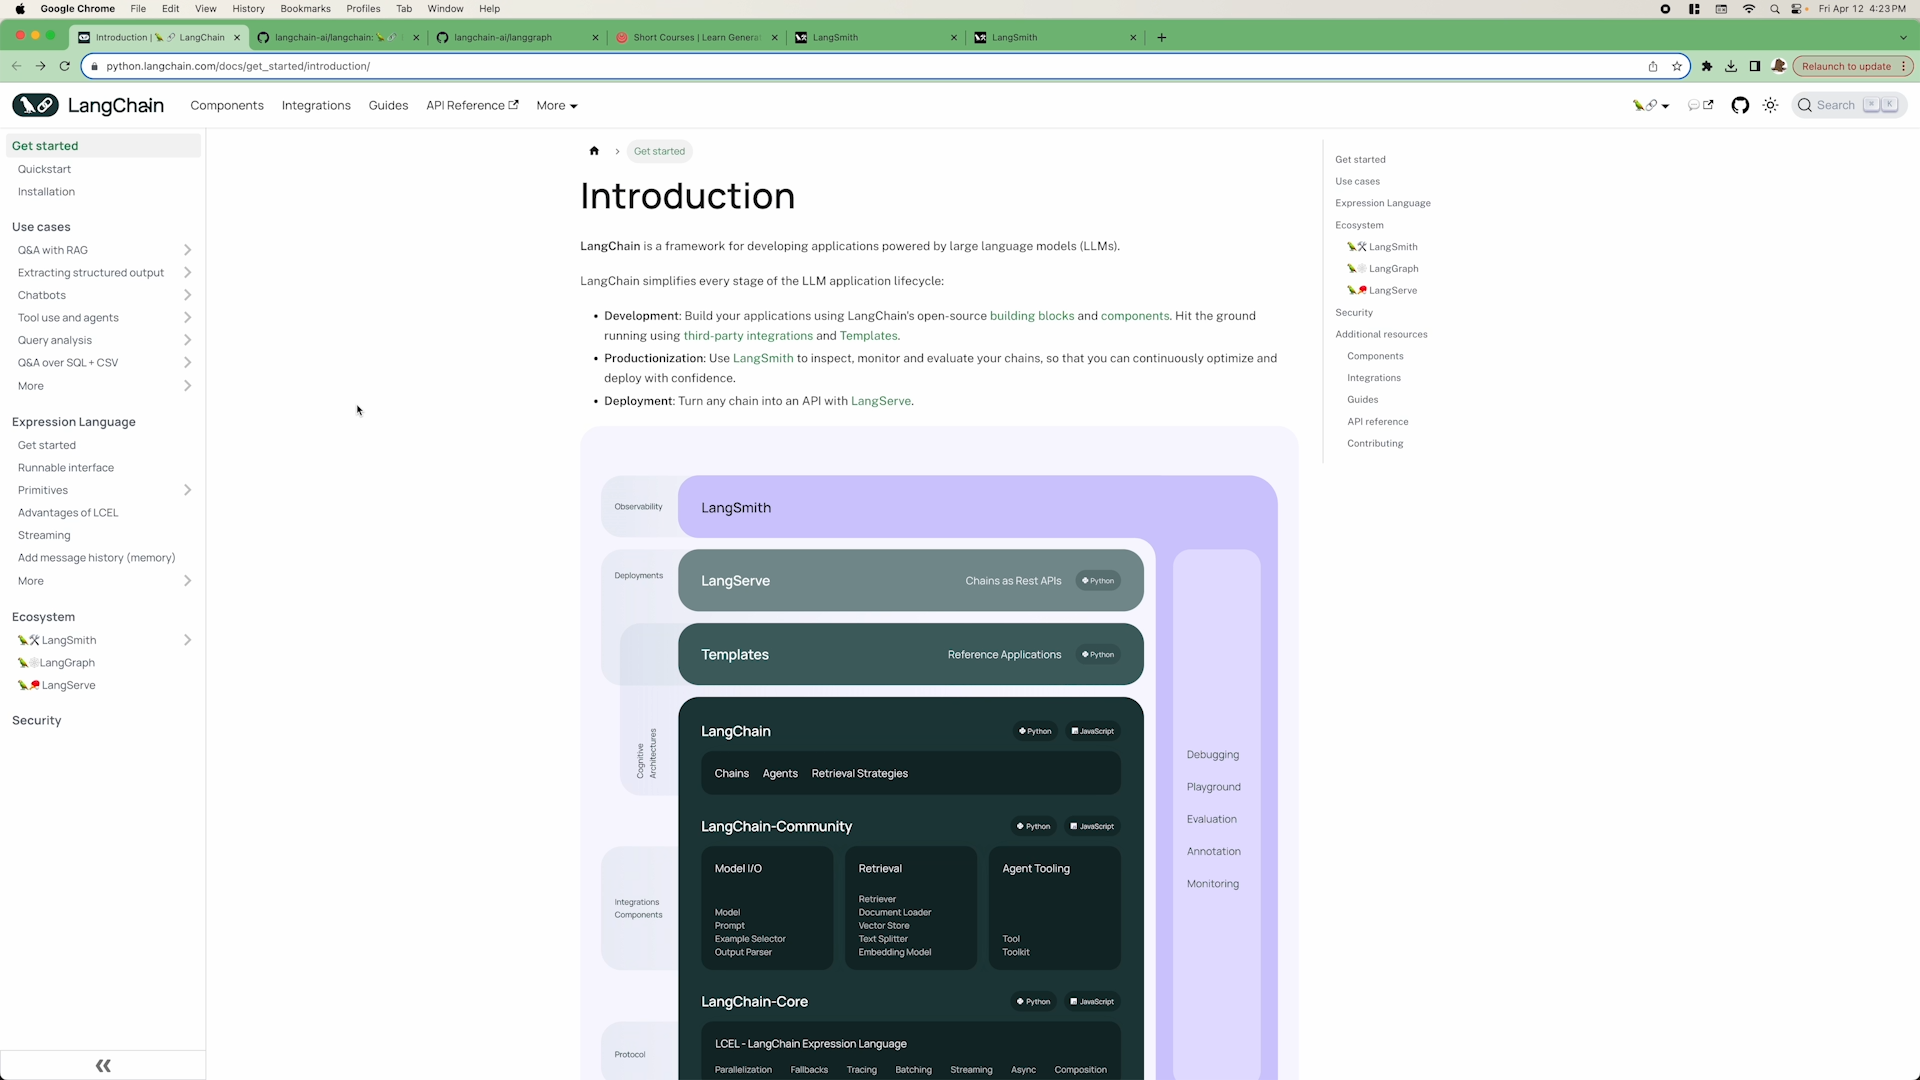 Google Chrome File Edit View History Bookmarks Profiles Tab Window Help Fri Apr 12 4:23 PM
Introduction | LangChain langchain-ai/langchain: langchain-ai/langgraph Short Courses | Learn Genera LangSmith LangSmith
python.langchain.com/docs/get_started/introduction/ Relaunch to update
LangChain Components Integrations Guides API Reference More Search K
Get started
Quickstart
Installation
Use cases
Q&A with RAG
Extracting structured output
Chatbots
Tool use and agents
Query analysis
Q&A over SQL + CSV
More
Expression Language
Get started
Runnable interface
Primitives
Advantages of LCEL
Streaming
Add message history (memory)
More
Ecosystem
LangSmith
LangGraph
LangServe
Security
Get started
Introduction
LangChain is a framework for developing applications powered by large language models (LLMs).
LangChain simplifies every stage of the LLM application lifecycle:
• Development: Build your applications using LangChain's open-source building blocks and components. Hit the ground
running using third-party integrations and Templates.
• Productionization: Use LangSmith to inspect, monitor and evaluate your chains, so that you can continuously optimize and
deploy with confidence.
• Deployment: Turn any chain into an API with LangServe.
Observability
LangSmith
Deployments
LangServe Chains as Rest APIs Python
Templates Reference Applications Python
Cognitive
Architectures
LangChain Python JavaScript
Chains Agents Retrieval Strategies
LangChain-Community Python JavaScript
Integrations
Components
Model I/O
Model
Prompt
Example Selector
Output Parser
Retrieval
Retriever
Document Loader
Vector Store
Text Splitter
Embedding Model
Agent Tooling
Tool
Toolkit
LangChain-Core Python JavaScript
Protocol
LCEL - LangChain Expression Language
Parallelization Fallbacks Tracing Batching Streaming Async Composition
Debugging
Playground
Evaluation
Annotation
Monitoring
Get started
Use cases
Expression Language
Ecosystem
LangSmith
LangGraph
LangServe
Security
Additional resources
Components
Integrations
Guides
API reference
Contributing